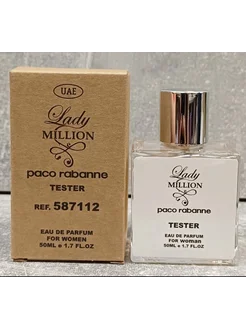 UAE
Lady
MILLION
paco rabanne
TESTER
REF. 587112
EAU DE PARFUM
FOR WOMEN
50ML e 1.7 FL.OZ
Lady
MILLION
paco rabanne
TESTER
EAU DE PARFUM
FOR woman
50ML e 1.7 FL.OZ